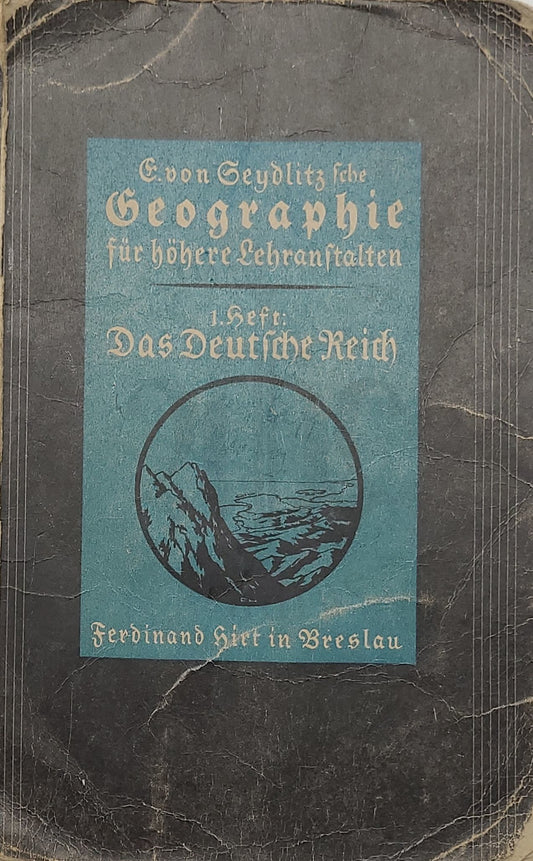 E. von Seydlitz'sche
Geographie
für höhere Lehranſtalten
1. Heft:
Das Deutſche Reich
Ferdinand Hirt in Breslau